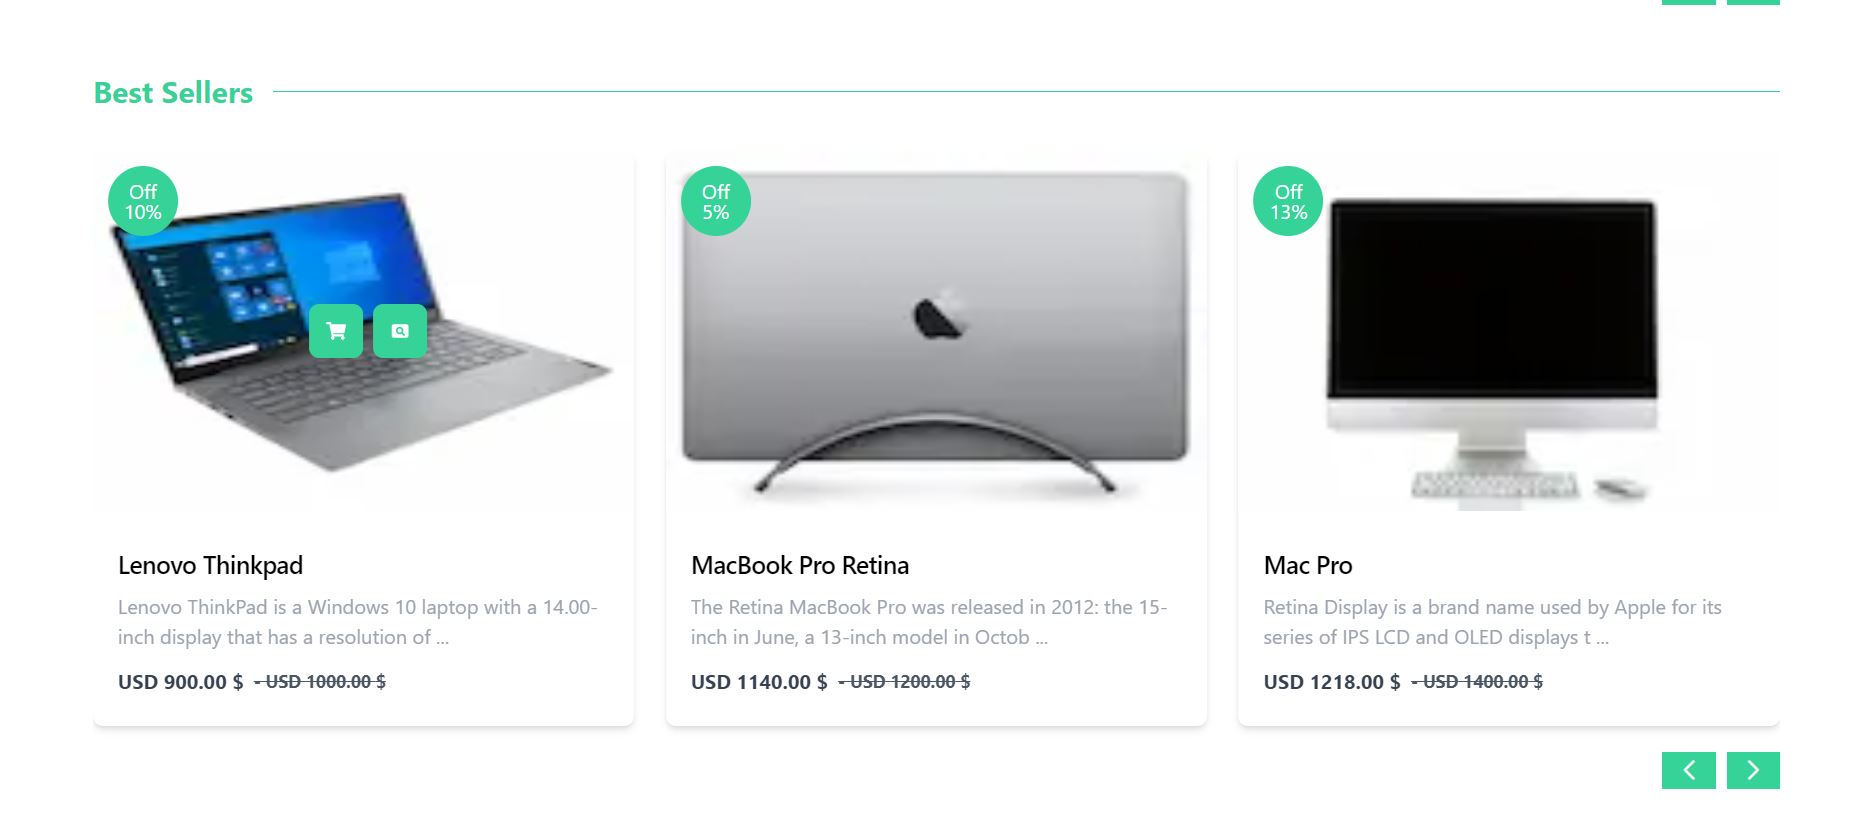 Best Sellers
Off
10%
Off
5%
Off
13%
Lenovo Thinkpad
Lenovo ThinkPad is a Windows 10 laptop with a 14.00-
inch display that has a resolution of ...
USD 900.00 $ - USD 1000.00 $
MacBook Pro Retina
The Retina MacBook Pro was released in 2012: the 15-
inch in June, a 13-inch model in Octob ...
USD 1140.00 $ - USD 1200.00 $
Mac Pro
Retina Display is a brand name used by Apple for its
series of IPS LCD and OLED displays t ...
USD 1218.00 $ - USD 1400.00 $